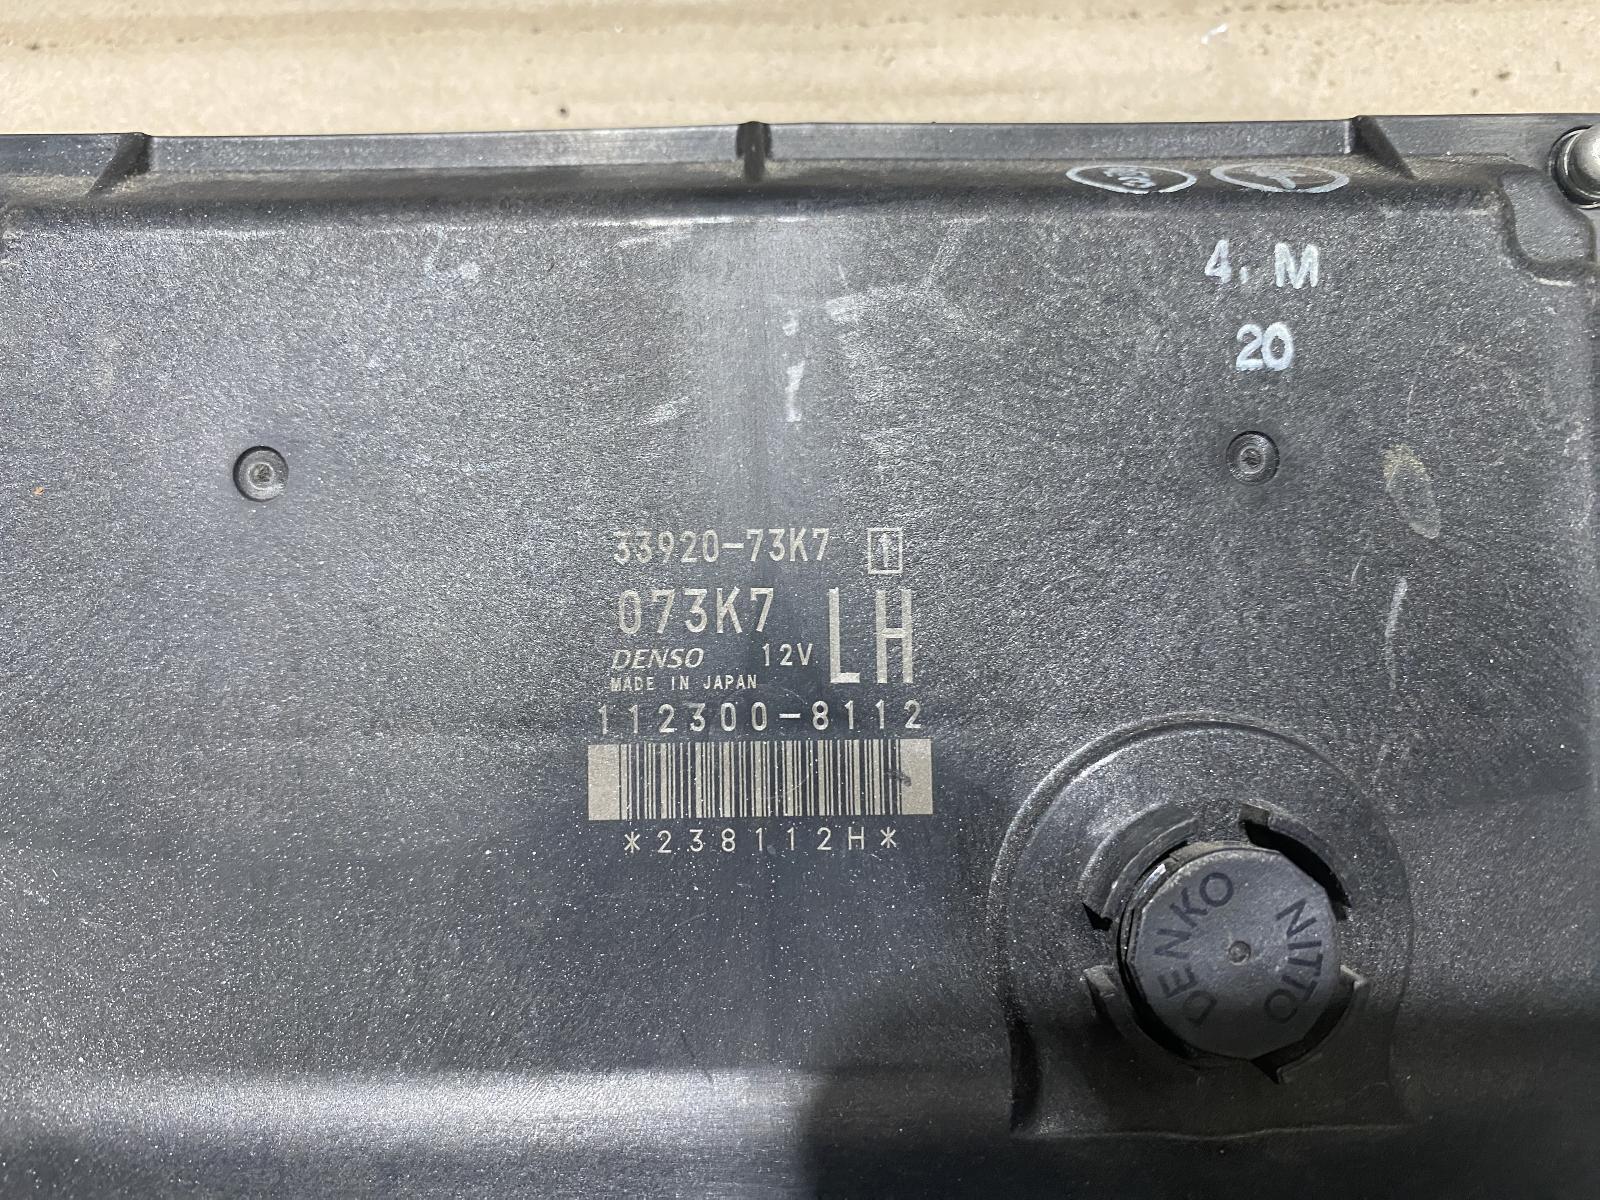 4. M
20
33920-73K7 1
073K7 LH
DENSO 12V
MADE IN JAPAN
112300-8112
*238112H*
DENKO
NITTO